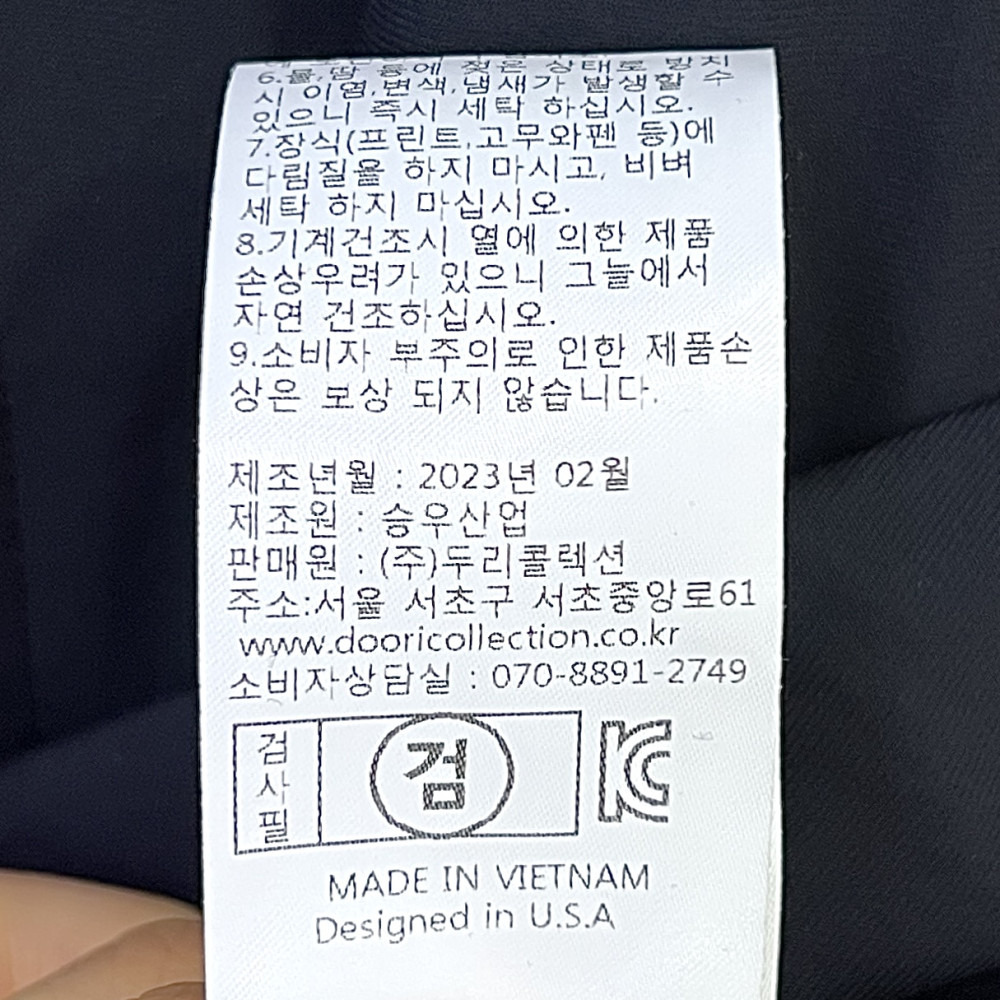 6.물,땀 등에 젖은 상태로 방치
시 이염,변색,냄새가 발생할 수
있으니 즉시 세탁 하십시오.
7.장식(프린트,고무와펜 등)에
다림질을 하지 마시고, 비벼
세탁 하지 마십시오.
8.기계건조시 열에 의한 제품
손상우려가 있으니 그늘에서
자연 건조하십시오.
9.소비자 부주의로 인한 제품손
상은 보상 되지 않습니다.
제조년월 : 2023년 02월
제조원 : 승우산업
판매원 : (주)두리콜렉션
주소:서울 서초구 서초중앙로61
www.dooricollection.co.kr
소비자상담실 : 070-8891-2749
검사필
검
KC
MADE IN VIETNAM
Designed in U.S.A